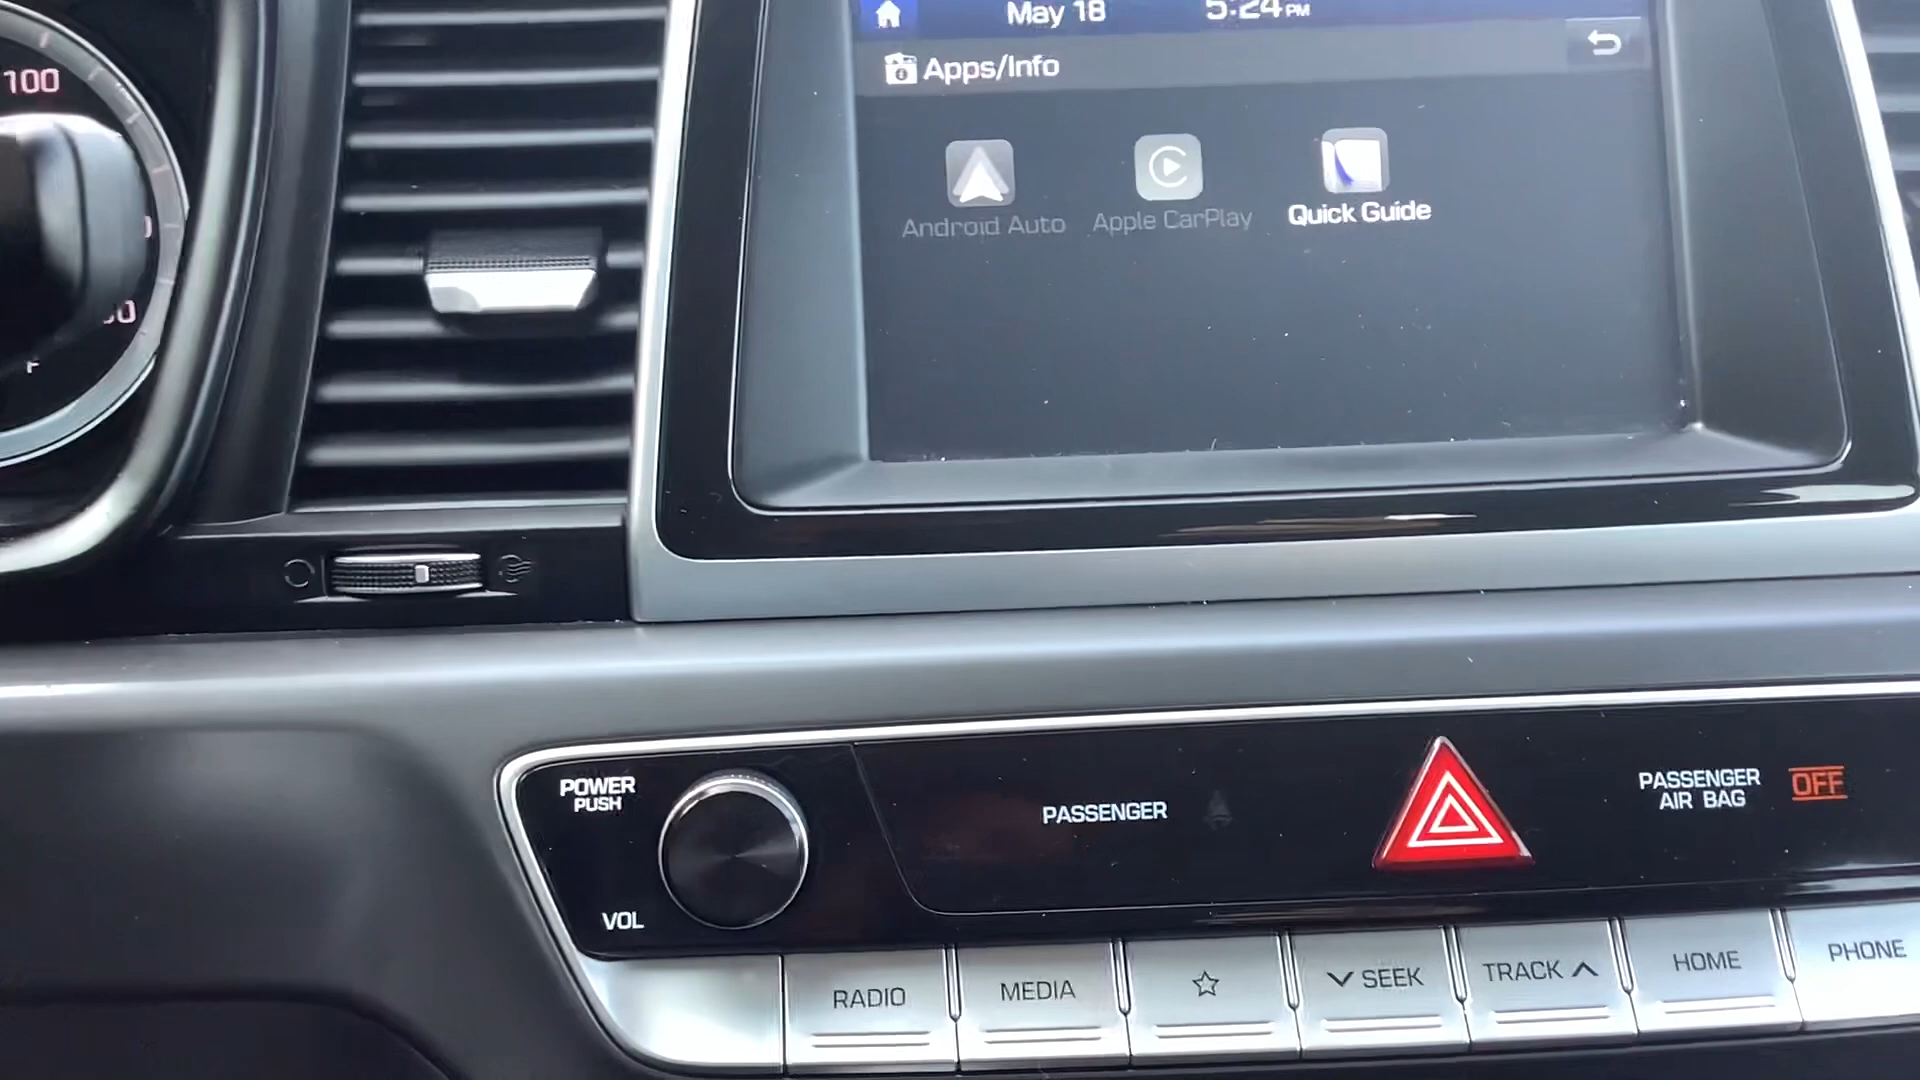 May 18 5:24 PM
Apps/Info
Android Auto
Apple CarPlay
Quick Guide
100
F
POWER
PUSH
VOL
PASSENGER
PASSENGER
AIR BAG
OFF
RADIO
MEDIA
SEEK
TRACK
HOME
PHONE